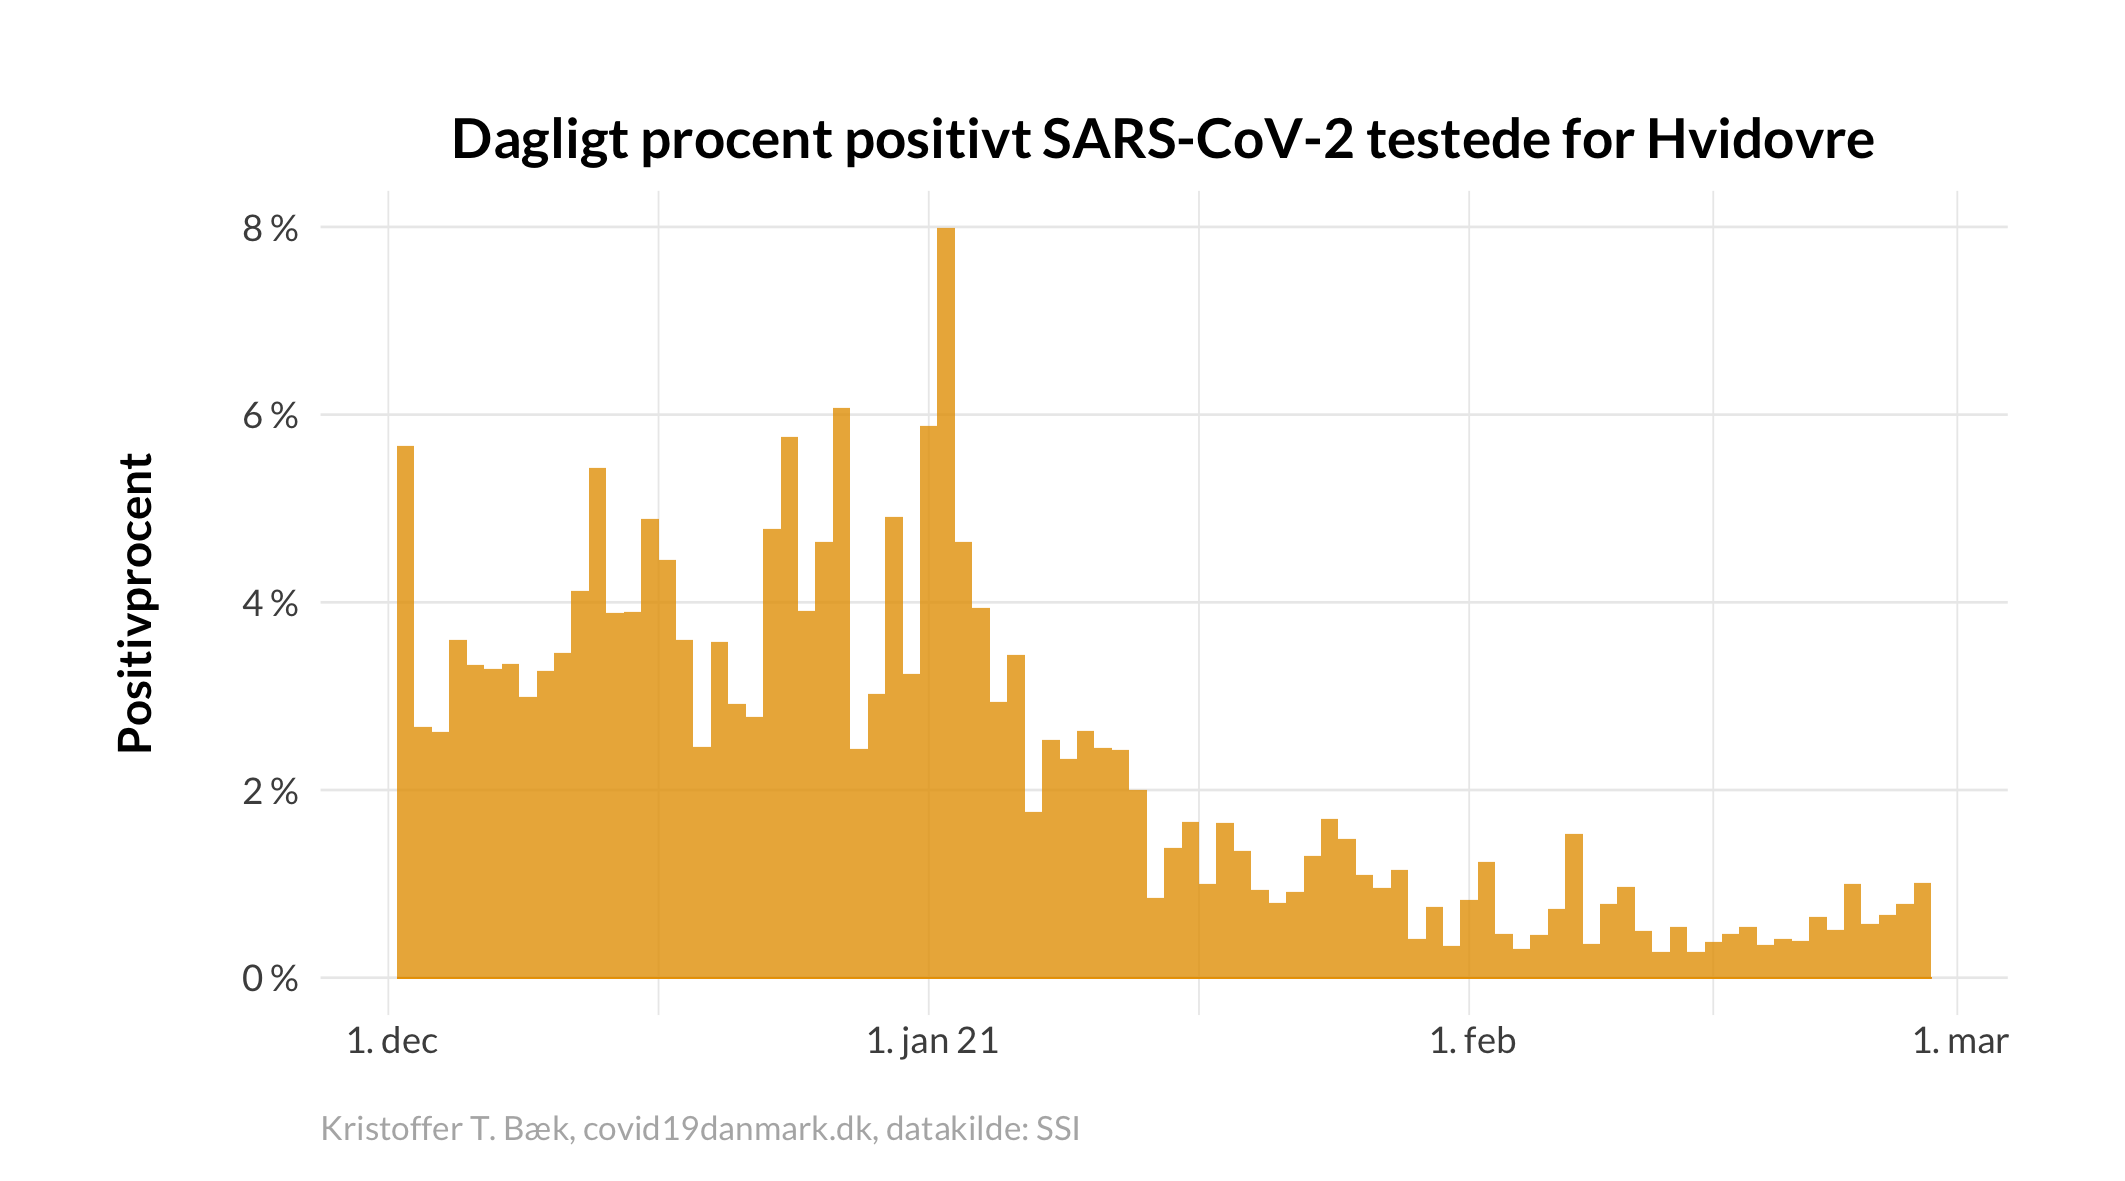 Dagligt procent positivt SARS-CoV-2 testede for Hvidovre
Positivprocent
8 %
6 %
4 %
2 %
0 %
1. dec
1. jan 21
1. feb
1. mar
Kristoffer T. Bæk, covid19danmark.dk, datakilde: SSI